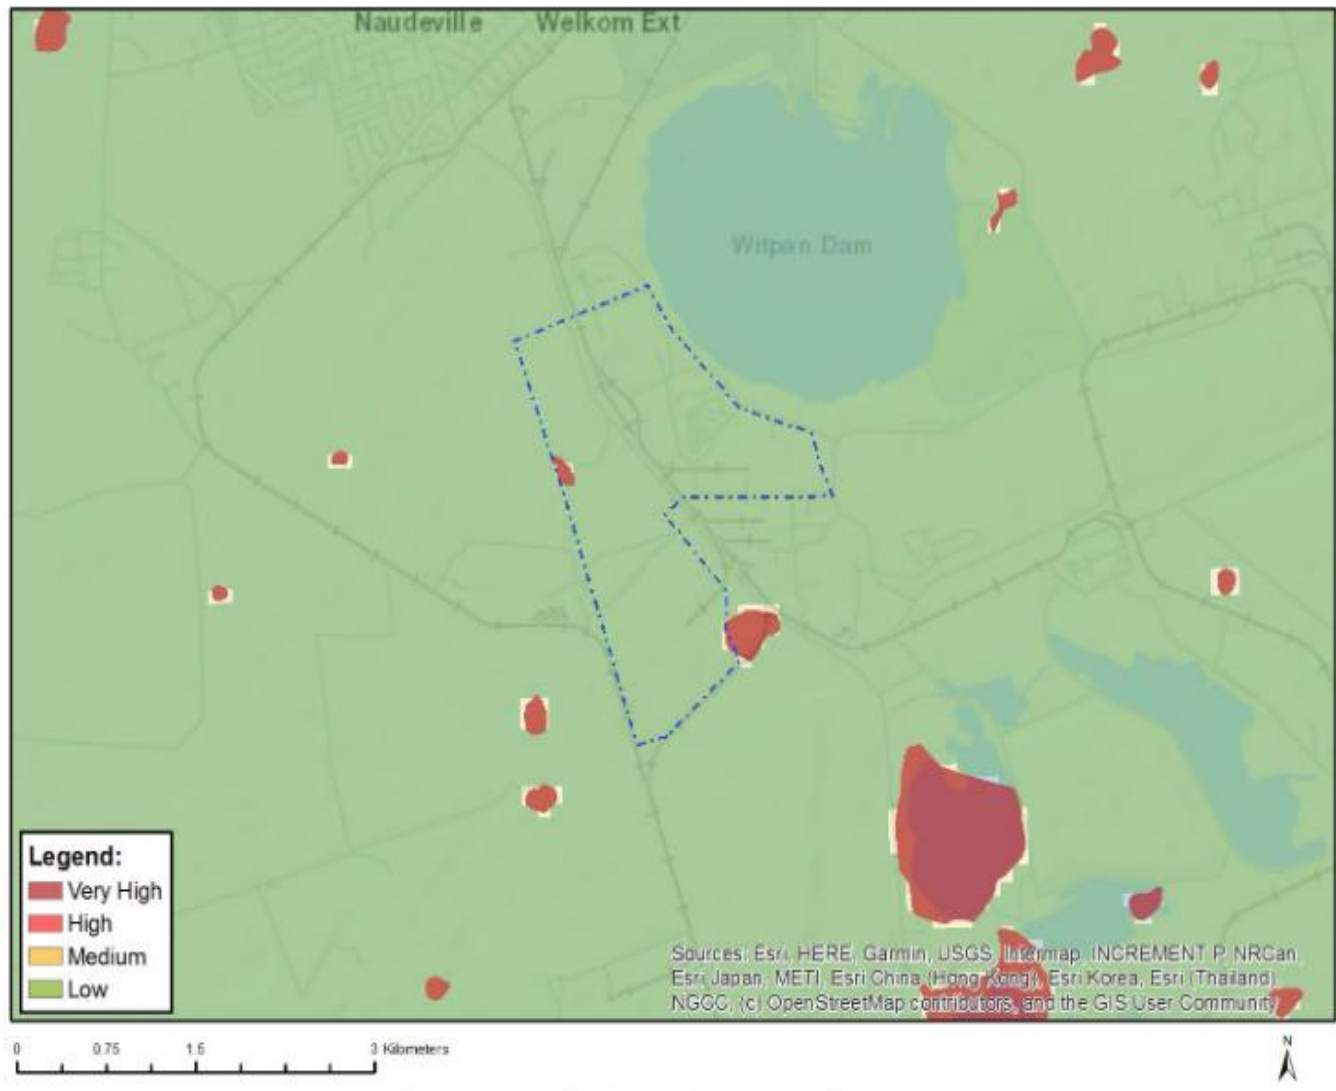 Naudeville Welkom Ext
Witpan Dam
Legend:
Very High
High
Medium
Low
Sources: Esri, HERE, Garmin, USGS, Intermap, INCREMENT P, NRCan,
Esri Japan, METI, Esri China (Hong Kong), Esri Korea, Esri (Thailand),
NGCC, (c) OpenStreetMap contributors, and the GIS User Community
0 0.75 1.5 3 Kilometers
N